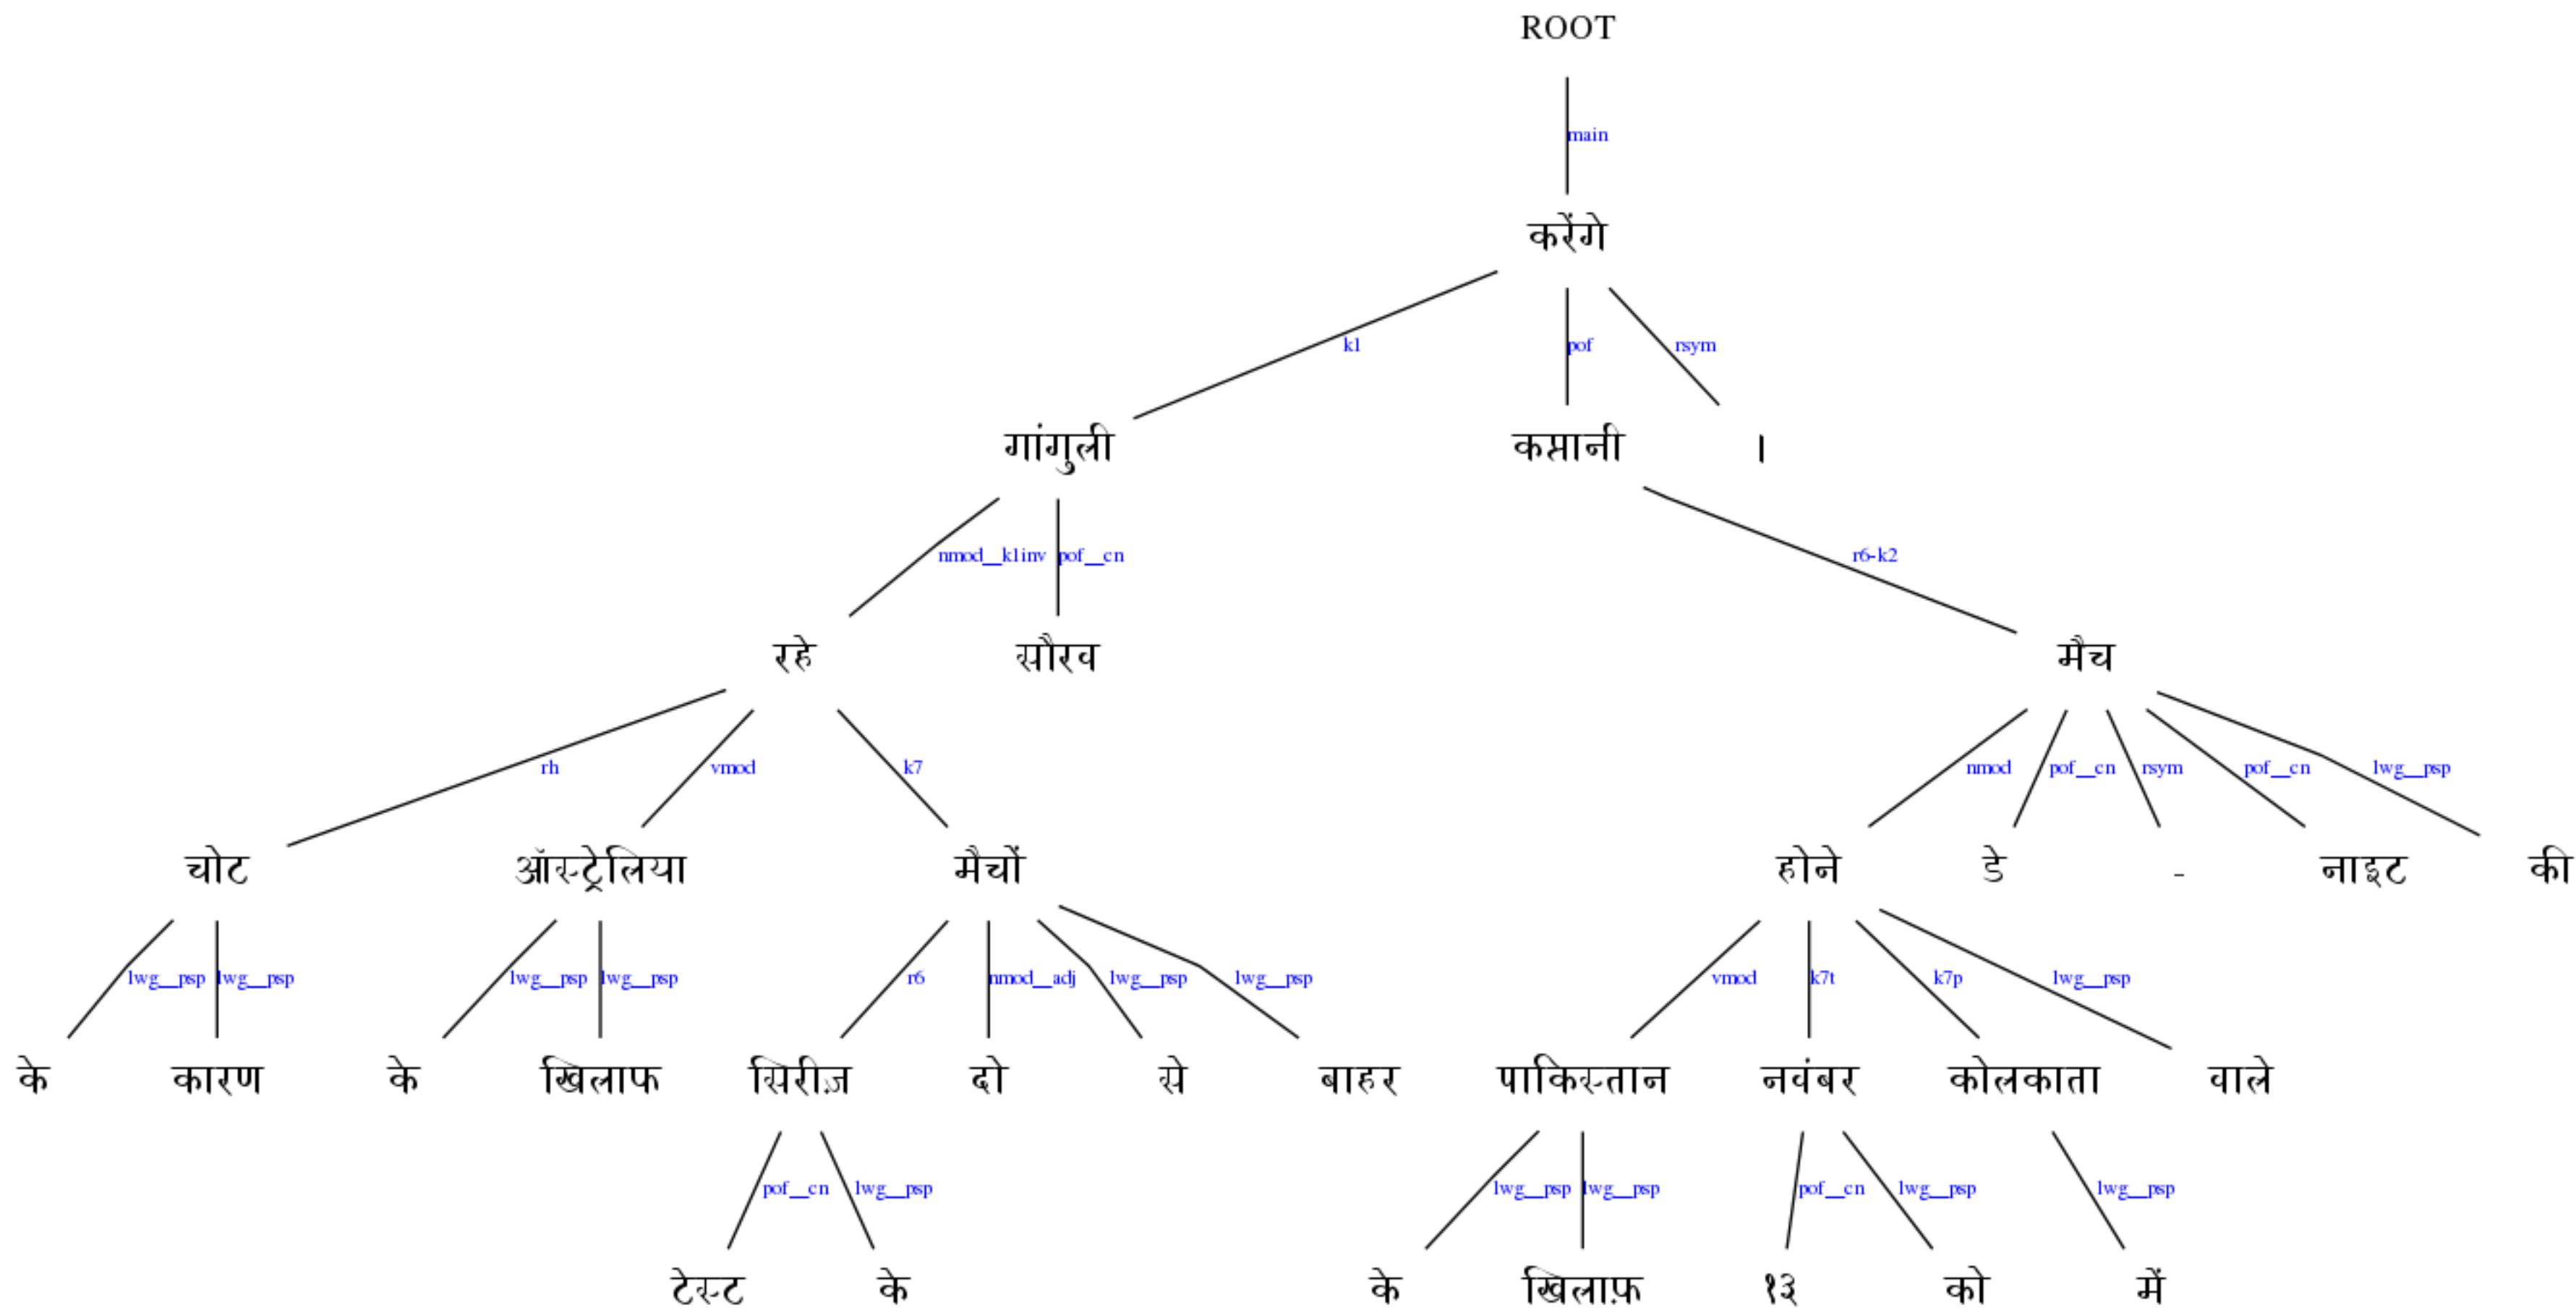 ROOT
main
करेंगे
k1 pof rsym
गांगुली कप्तानी ।
nmod__k1inv pof__cn r6-k2
रहे सौरव मैच
rh vmod k7 nmod pof__cn rsym pof__cn lwg__psp
चोट ऑस्ट्रेलिया मैचों होने डे - नाइट की
lwg__psp lwg__psp lwg__psp lwg__psp r6 nmod__adj lwg__psp lwg__psp vmod k7t k7p lwg__psp
के कारण के खिलाफ सिरीज़ दो से बाहर पाकिस्तान नवंबर कोलकाता वाले
pof__cn lwg__psp lwg__psp lwg__psp pof__cn lwg__psp lwg__psp
टेस्ट के के खिलाफ़ १३ को में